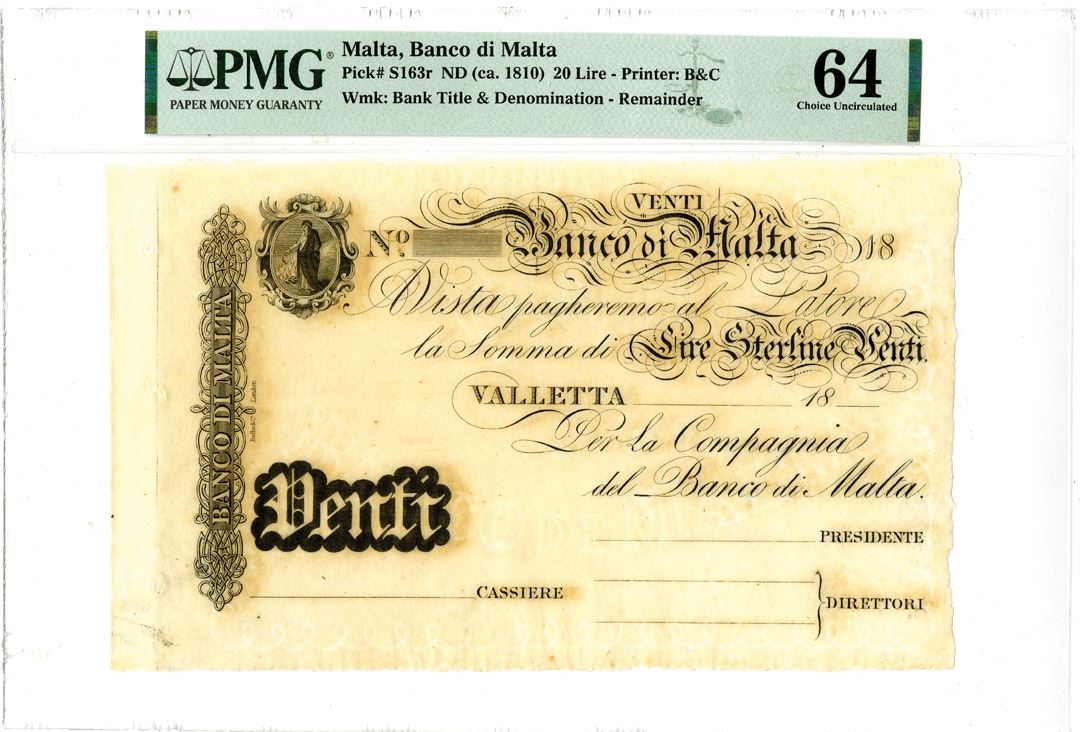 PMG®
PAPER MONEY GUARANTY
Malta, Banco di Malta
Pick# S163r ND (ca. 1810) 20 Lire - Printer: B&C
Wmk: Bank Title & Denomination - Remainder
64
Choice Uncirculated
VENTI
No Banco di Malta 18
A Vista pagheremo al Latore
la Somma di Lire Sterline Venti.
VALLETTA 18
Per La Compagnia
del Banco di Malta.
BANCO DI MALTA
London
Venti
PRESIDENTE
CASSIERE
DIRETTORI